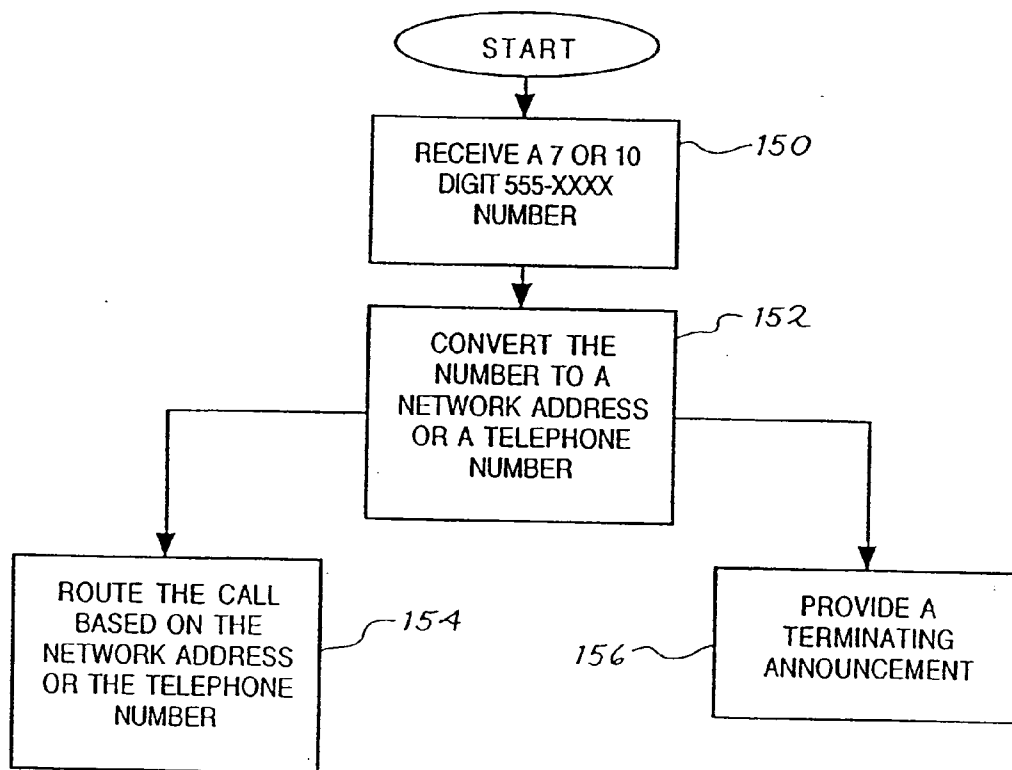 START
RECEIVE A 7 OR 10
DIGIT 555-XXXX
NUMBER
150
CONVERT THE
NUMBER TO A
NETWORK ADDRESS
OR A TELEPHONE
NUMBER
152
ROUTE THE CALL
BASED ON THE
NETWORK ADDRESS
OR THE TELEPHONE
NUMBER
154
PROVIDE A
TERMINATING
ANNOUNCEMENT
156